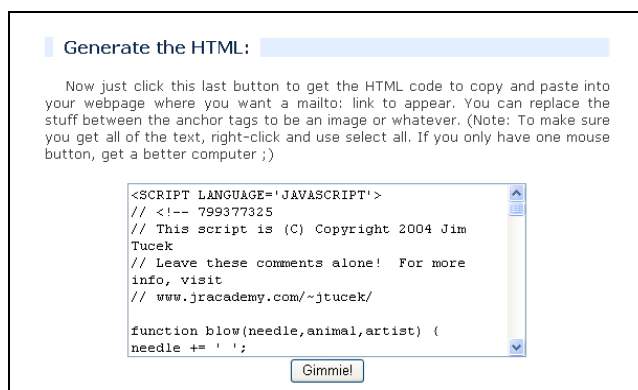 Generate the HTML:
Now just click this last button to get the HTML code to copy and paste into
your webpage where you want a mailto: link to appear. You can replace the
stuff between the anchor tags to be an image or whatever. (Note: To make sure
you get all of the text, right-click and use select all. If you only have one mouse
button, get a better computer ;)
<SCRIPT LANGUAGE='JAVASCRIPT'>
// <!-- 799377325
// This script is (C) Copyright 2004 Jim
Tucek
// Leave these comments alone!  For more
info, visit
// www.jracademy.com/~jtucek/
function blow(needle,animal,artist) {
needle += ' ';
Gimmie!